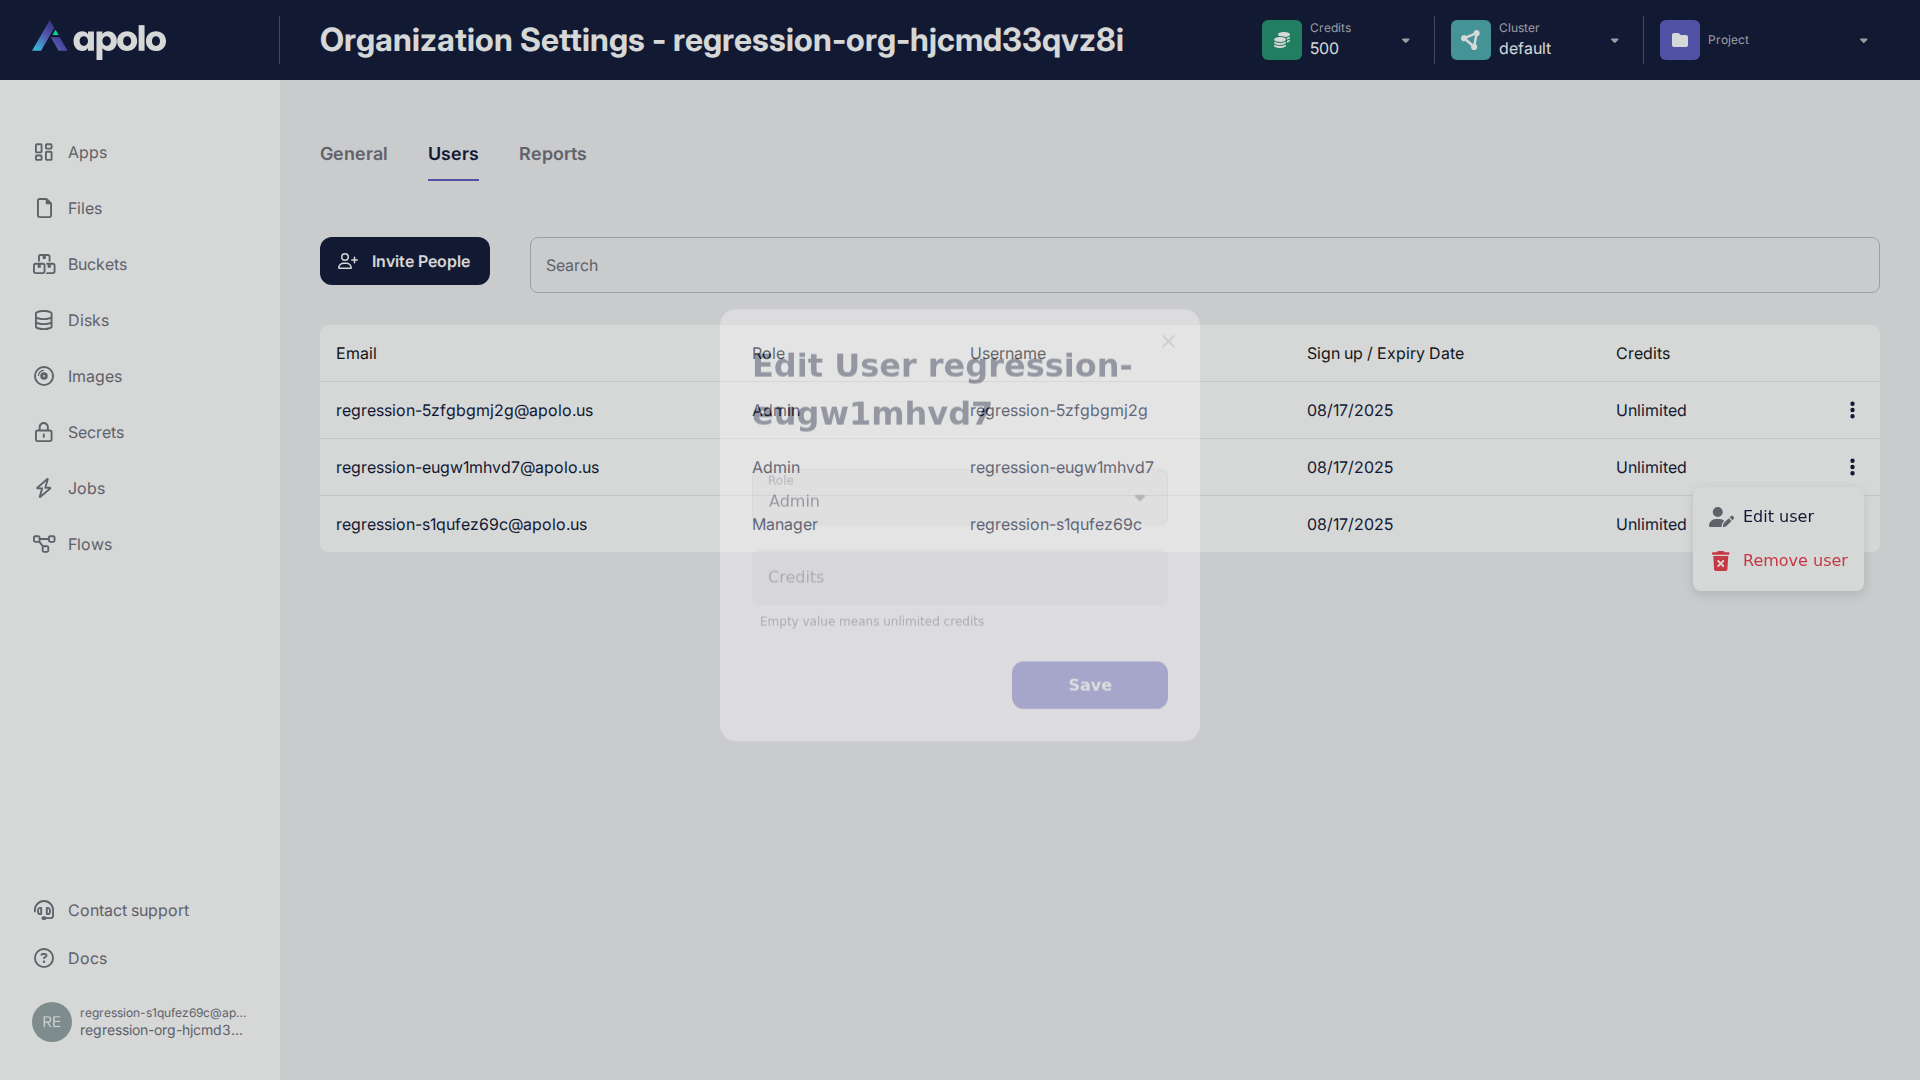 apolo
Organization Settings - regression-org-hjcmd33qvz8i
Credits
500
Cluster
default
Project
Apps
Files
Buckets
Disks
Images
Secrets
Jobs
Flows
Contact support
Docs
RE
regression-s1qufez69c@ap...
regression-org-hjcmd3...
General Users Reports
Invite People
Search
Email Role Username Sign up / Expiry Date Credits
regression-5zfgbgmj2g@apolo.us Admin regression-5zfgbgmj2g 08/17/2025 Unlimited
regression-eugw1mhvd7@apolo.us Admin regression-eugw1mhvd7 08/17/2025 Unlimited
regression-s1qufez69c@apolo.us Manager regression-s1qufez69c 08/17/2025 Unlimited
Edit user
Remove user
Edit User regression-
eugw1mhvd7
Role
Admin
Credits
Empty value means unlimited credits
Save